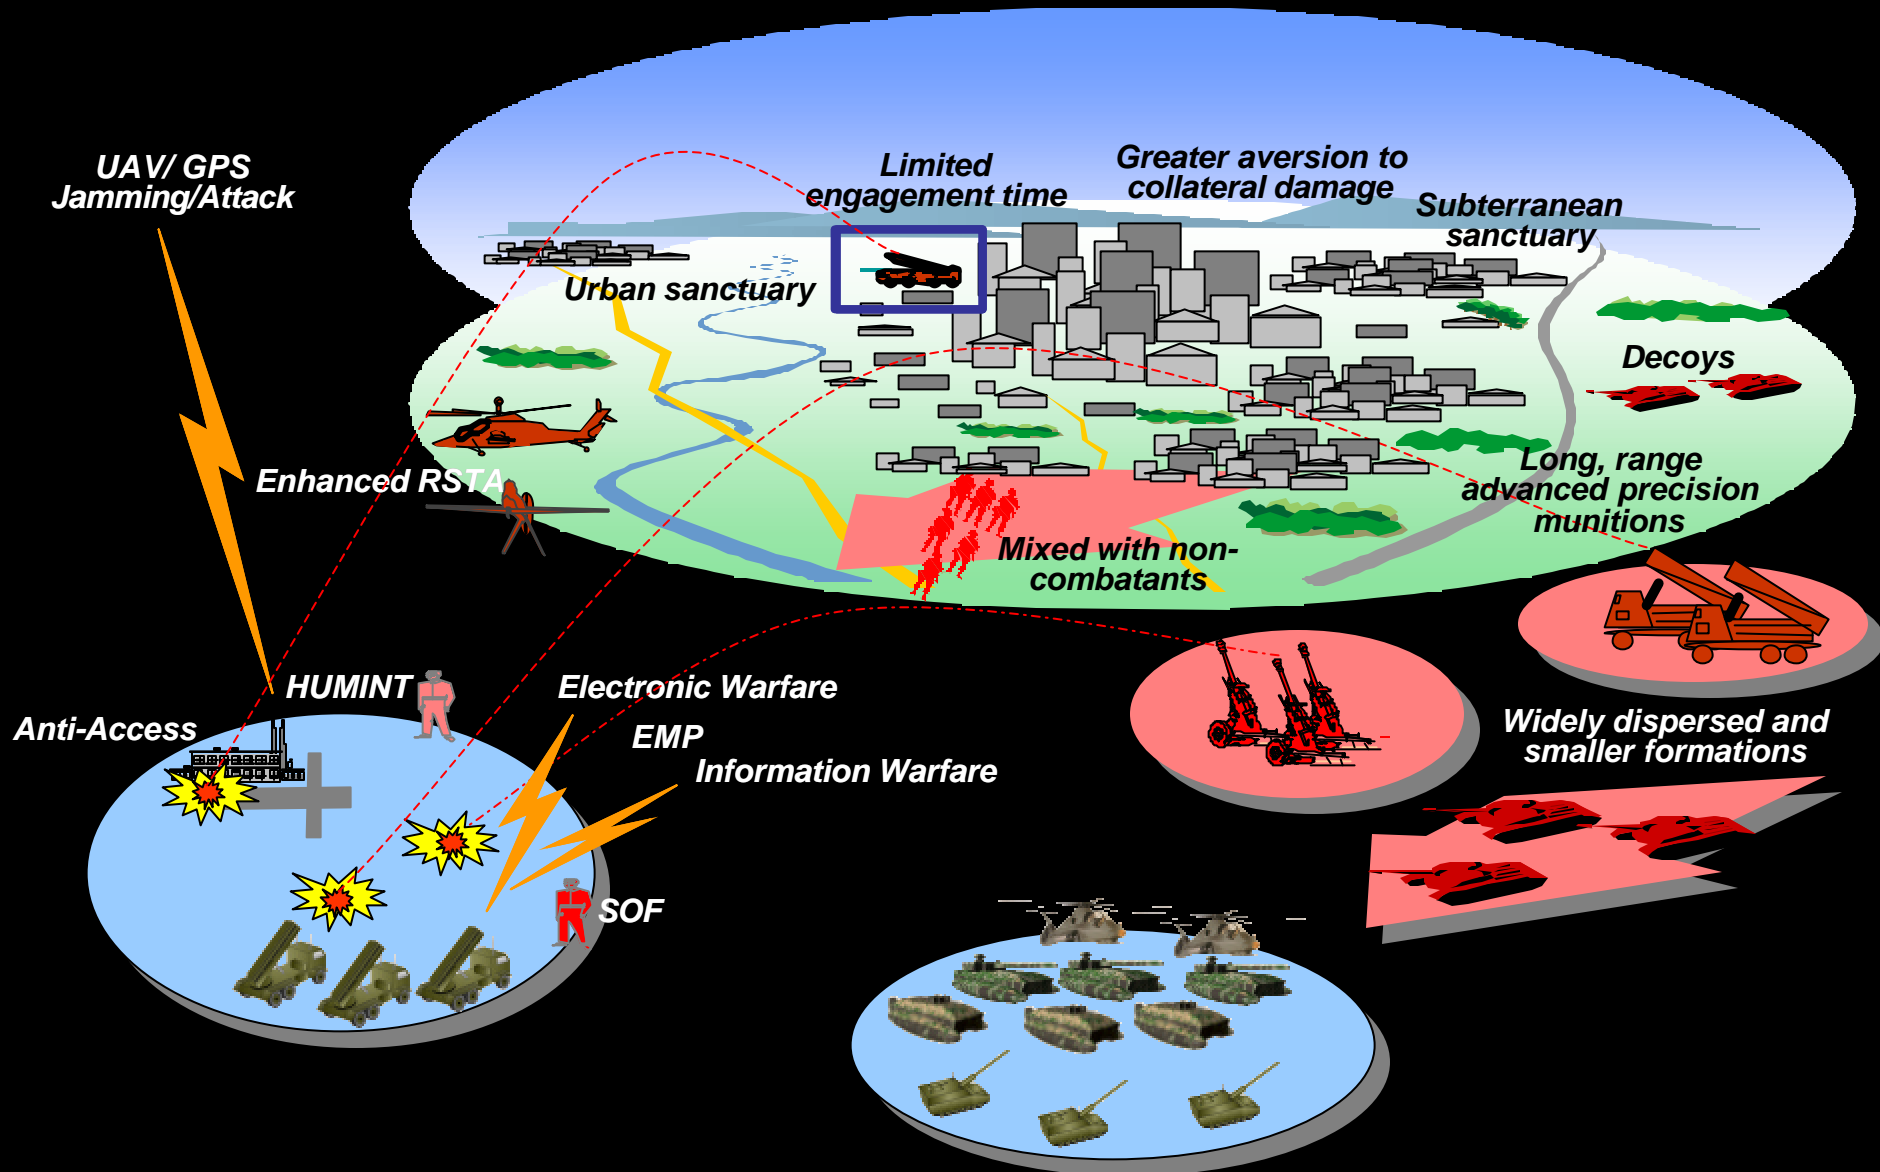 UAV/ GPS
Jamming/Attack
Limited
engagement time
Greater aversion to
collateral damage
Subterranean
sanctuary
Urban sanctuary
Decoys
Enhanced RSTA
Long, range
advanced precision
munitions
Mixed with non-
combatants
HUMINT
Electronic Warfare
Anti-Access
EMP
Information Warfare
Widely dispersed and
smaller formations
SOF